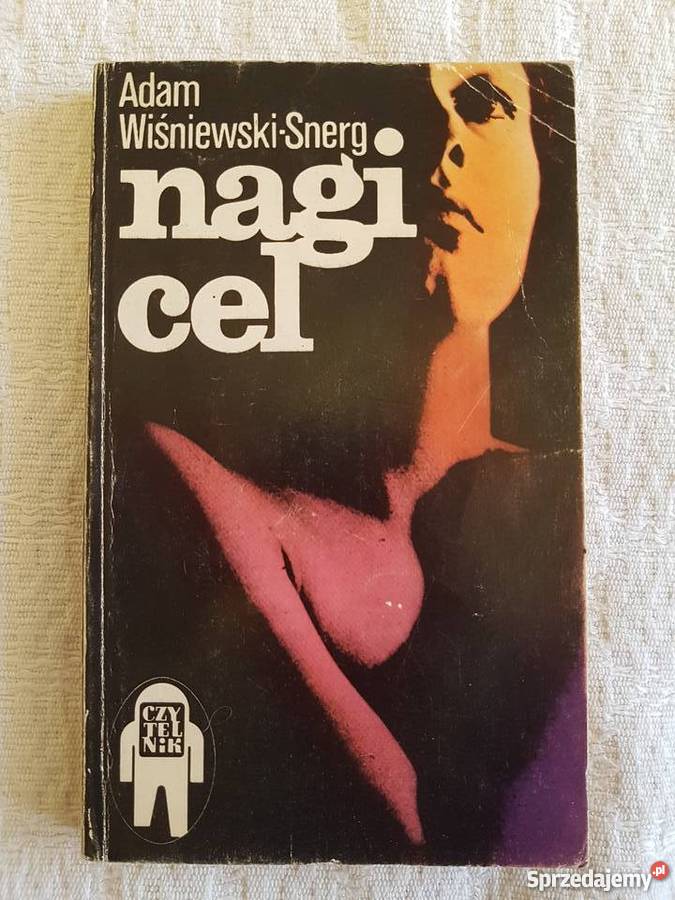 Adam
Wiśniewski-Snerg
nagi
cel
CZY
TEL
NiK
Sprzedajemy.pl